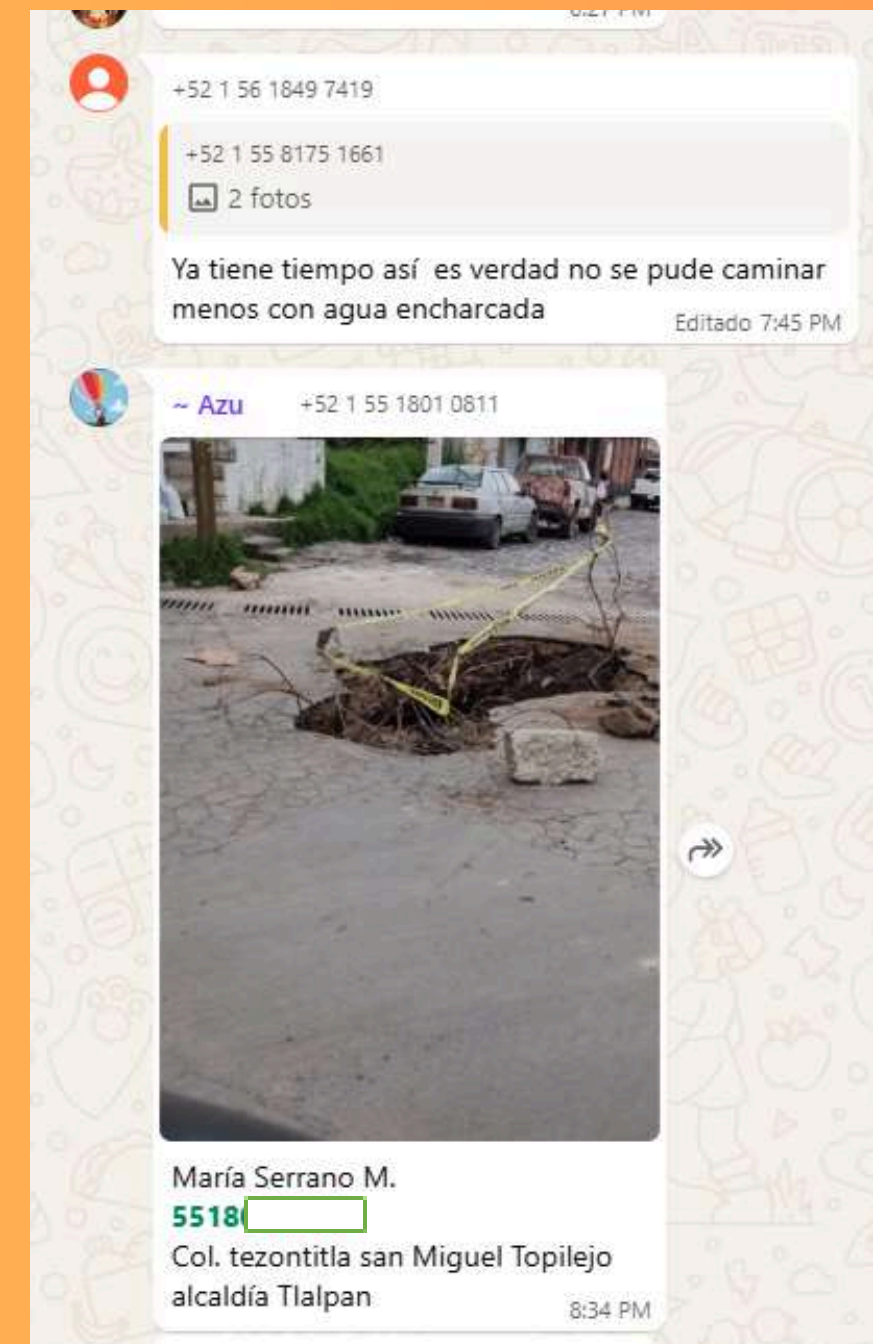 +52 1 56 1849 7419
+52 1 55 8175 1661
2 fotos
Ya tiene tiempo así es verdad no se pude caminar
menos con agua encharcada
Editado 7:45 PM
~ Azu +52 1 55 1801 0811
María Serrano M.
5518
Col. tezontitla san Miguel Topilejo
alcaldía Tlalpan
8:34 PM